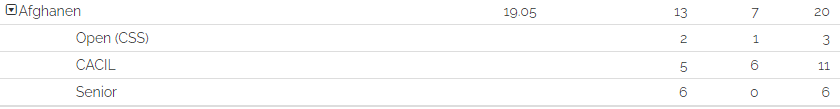 Afghanen 19.05 13 7 20
Open (CSS) 2 1 3
CACIL 5 6 11
Senior 6 0 6